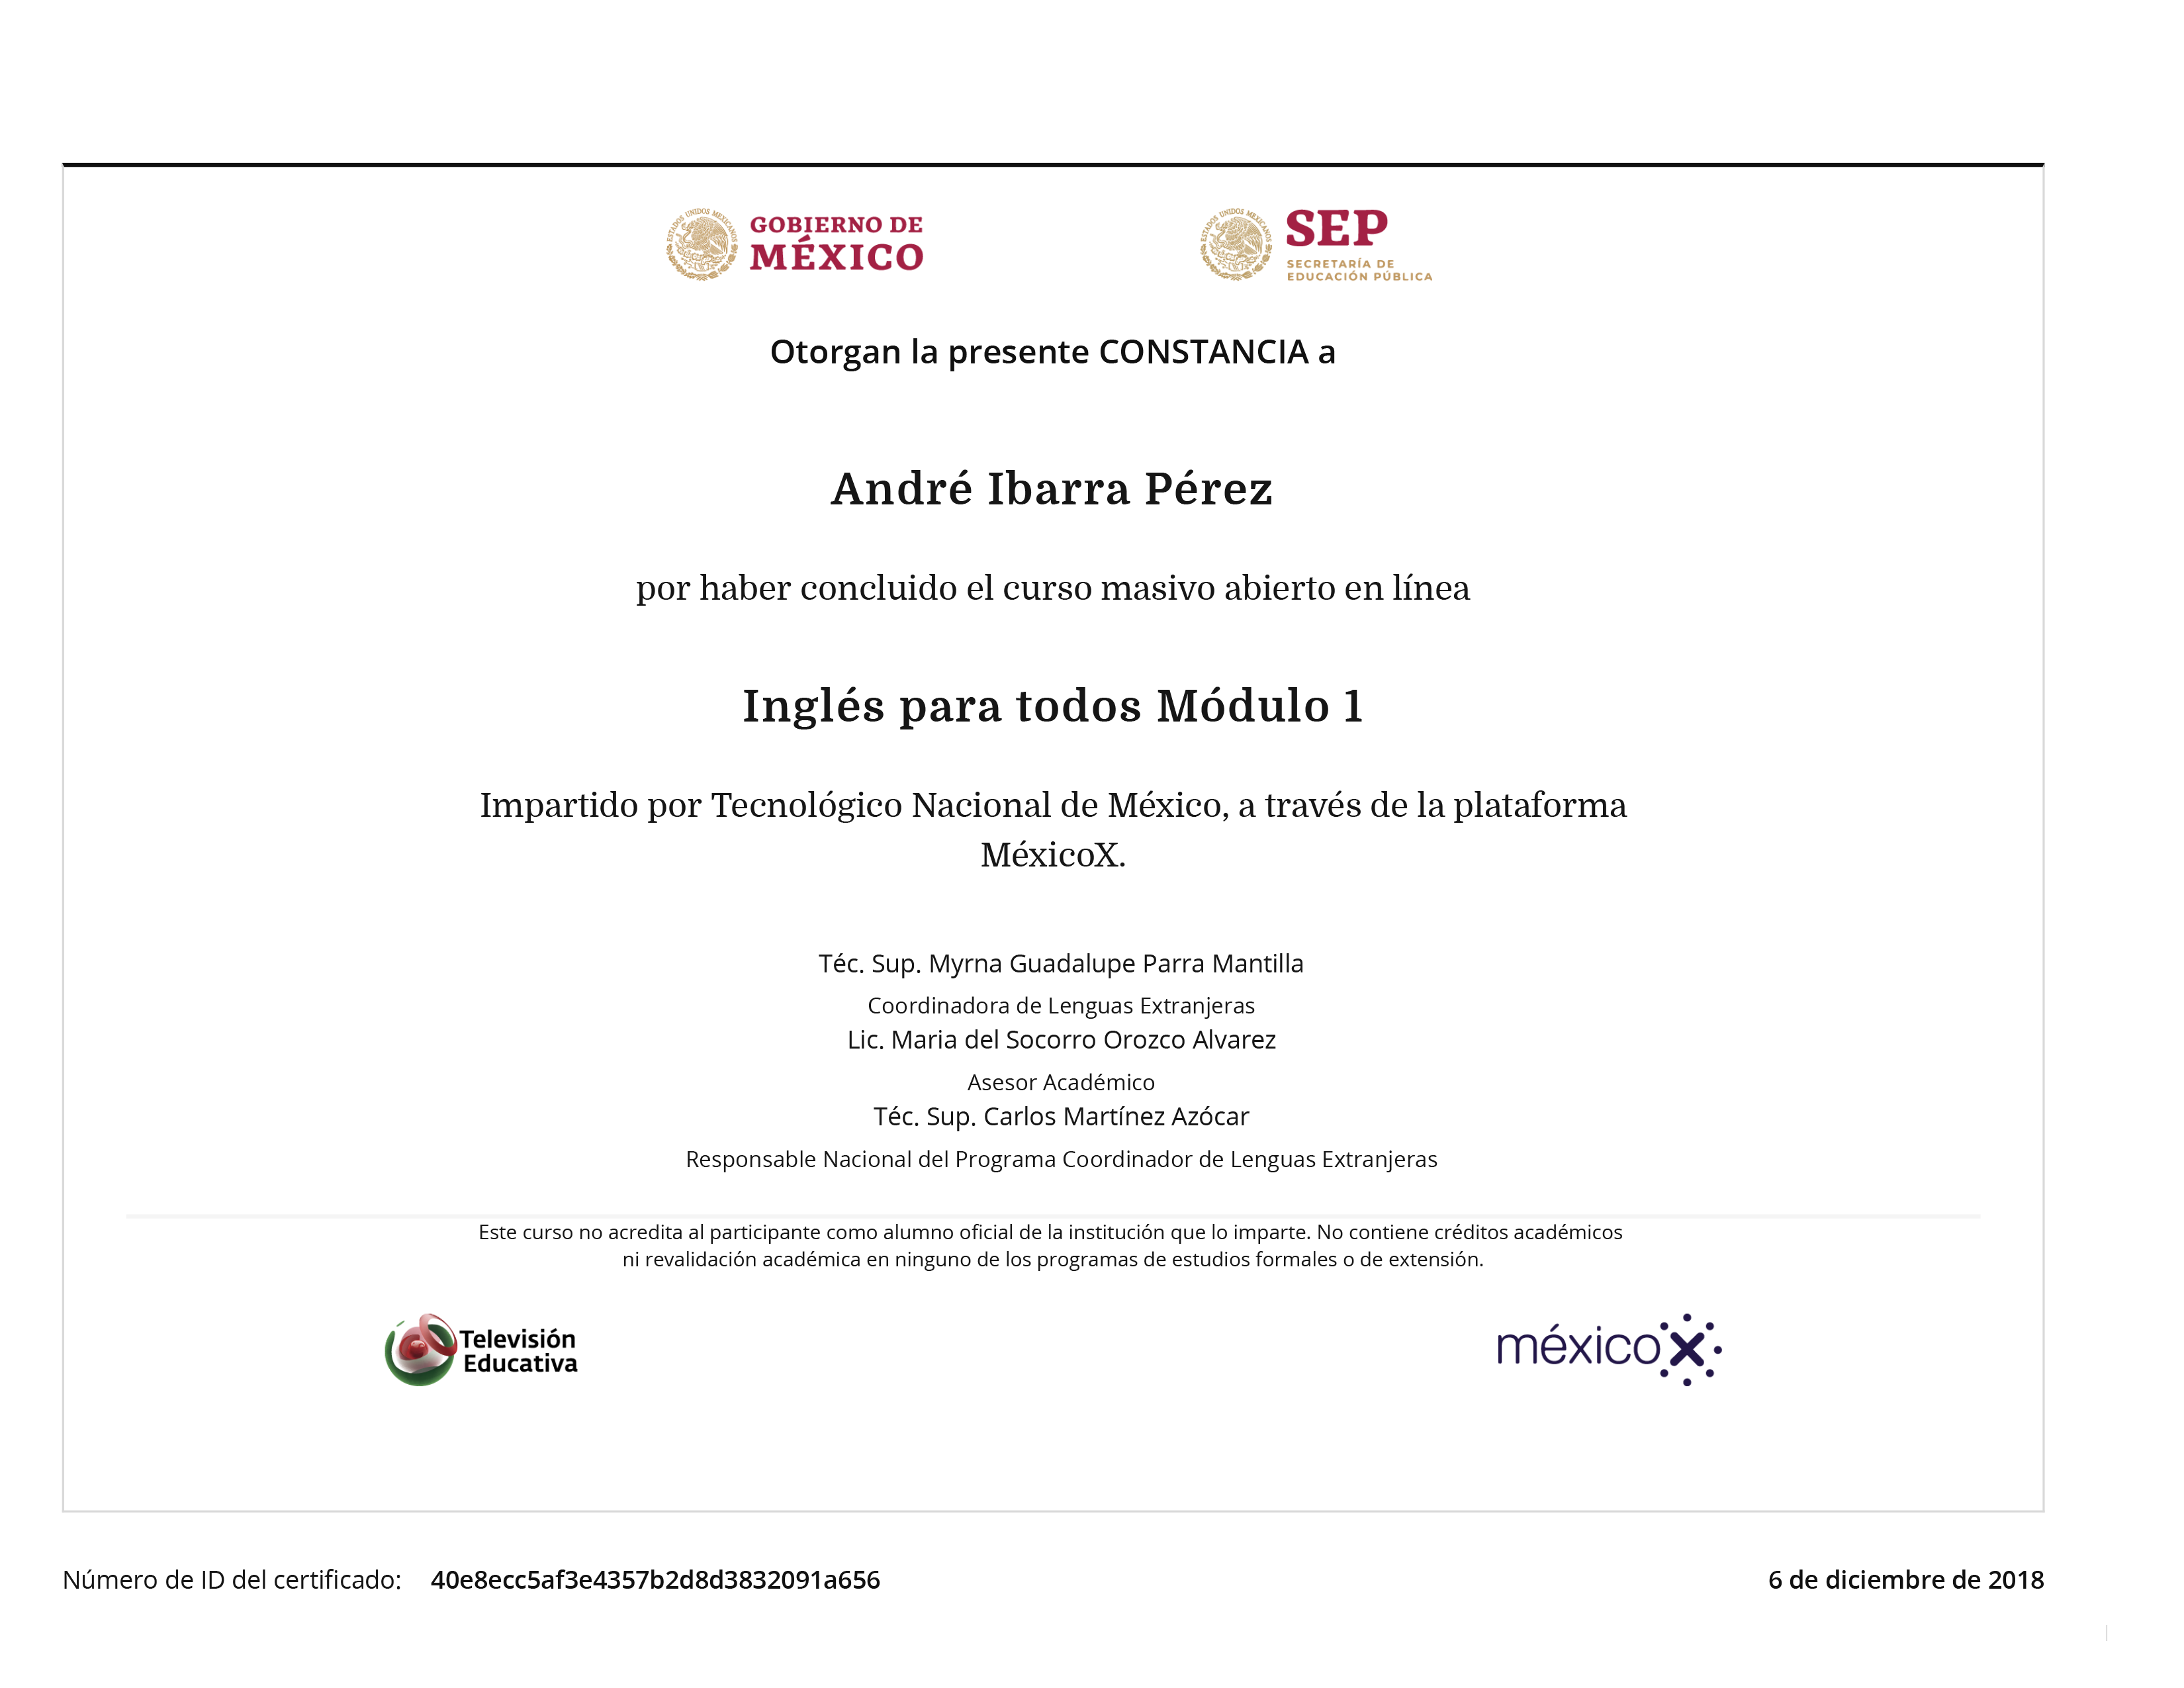 GOBIERNO DE
MÉXICO
SEP
SECRETARÍA DE
EDUCACIÓN PÚBLICA
Otorgan la presente CONSTANCIA a
André Ibarra Pérez
por haber concluido el curso masivo abierto en línea
Inglés para todos Módulo 1
Impartido por Tecnológico Nacional de México, a través de la plataforma
MéxicoX.
Téc. Sup. Myrna Guadalupe Parra Mantilla
Coordinadora de Lenguas Extranjeras
Lic. Maria del Socorro Orozco Alvarez
Asesor Académico
Téc. Sup. Carlos Martínez Azócar
Responsable Nacional del Programa Coordinador de Lenguas Extranjeras
Este curso no acredita al participante como alumno oficial de la institución que lo imparte. No contiene créditos académicos
ni revalidación académica en ninguno de los programas de estudios formales o de extensión.
Televisión
Educativa
méxicoX
Número de ID del certificado: 40e8ecc5af3e4357b2d8d3832091a656
6 de diciembre de 2018